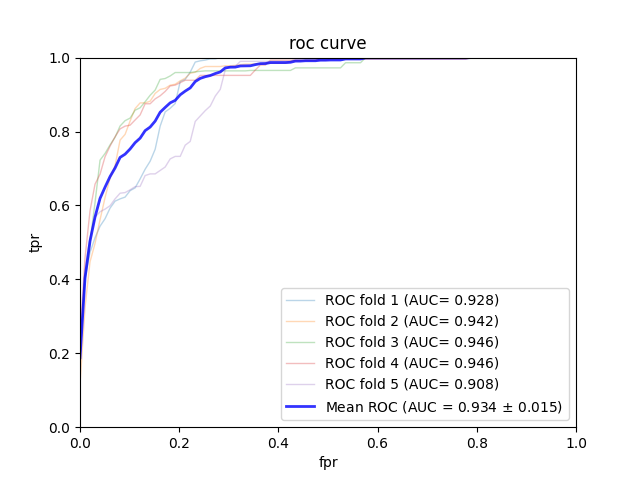 roc curve
1.0
0.8
0.6
0.4
0.2
0.0
tpr
ROC fold 1 (AUC= 0.928)
ROC fold 2 (AUC= 0.942)
ROC fold 3 (AUC= 0.946)
ROC fold 4 (AUC= 0.946)
ROC fold 5 (AUC= 0.908)
Mean ROC (AUC = 0.934 ± 0.015)
0.0 0.2 0.4 0.6 0.8 1.0
fpr